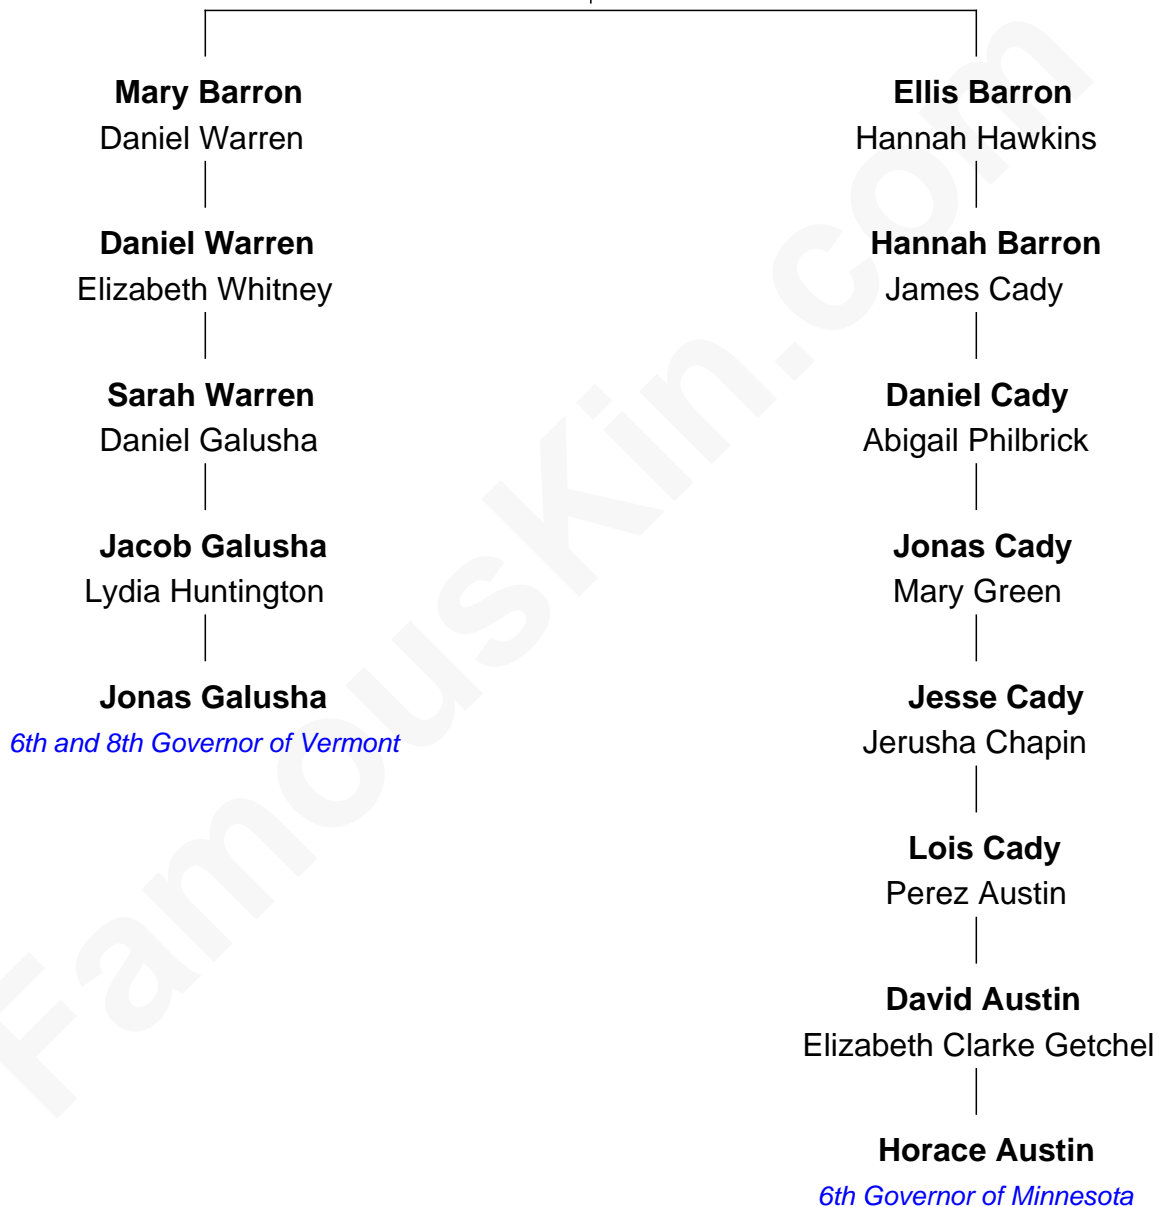 Mary Barron
Daniel Warren
Daniel Warren
Elizabeth Whitney
Sarah Warren
Daniel Galusha
Jacob Galusha
Lydia Huntington
Jonas Galusha
6th and 8th Governor of Vermont
Ellis Barron
Hannah Hawkins
Hannah Barron
James Cady
Daniel Cady
Abigail Philbrick
Jonas Cady
Mary Green
Jesse Cady
Jerusha Chapin
Lois Cady
Perez Austin
David Austin
Elizabeth Clarke Getchel
Horace Austin
6th Governor of Minnesota
FamousKin.com